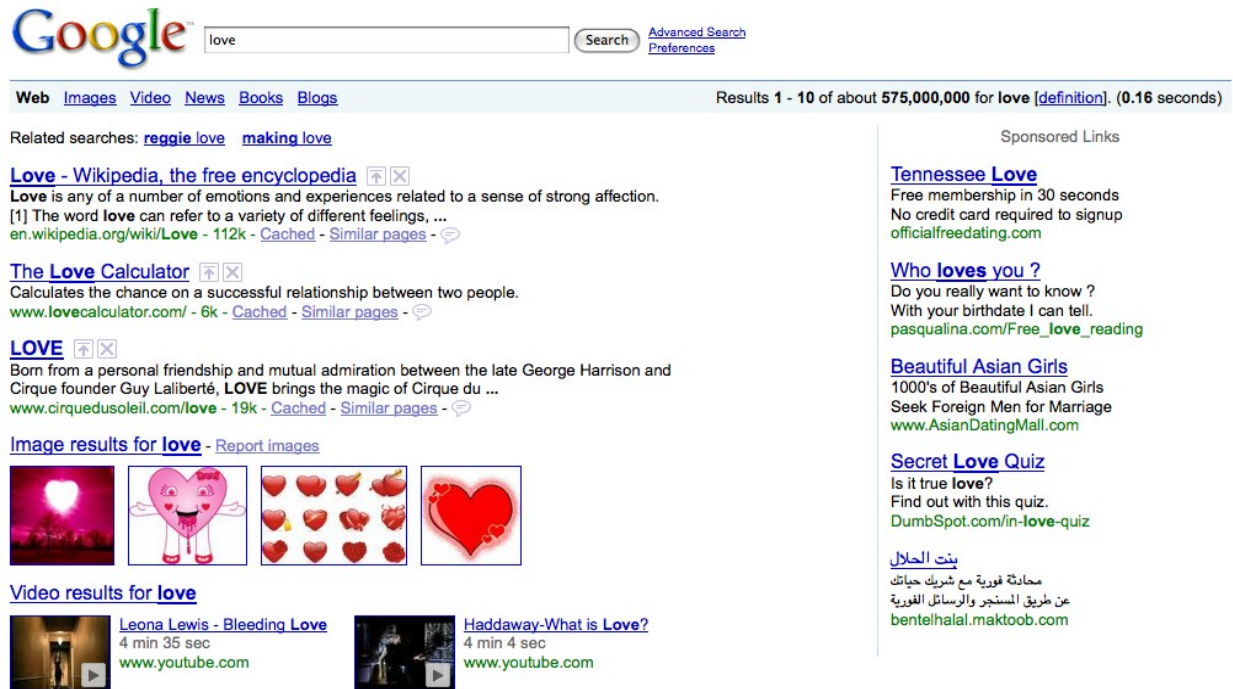 Google™
love
Search
Advanced Search
Preferences
Web Images Video News Books Blogs
Results 1 - 10 of about 575,000,000 for love [definition]. (0.16 seconds)
Related searches: reggie love making love
Love - Wikipedia, the free encyclopedia
Love is any of a number of emotions and experiences related to a sense of strong affection.
[1] The word love can refer to a variety of different feelings, ...
en.wikipedia.org/wiki/Love - 112k - Cached - Similar pages -
The Love Calculator
Calculates the chance on a successful relationship between two people.
www.lovecalculator.com/ - 6k - Cached - Similar pages -
LOVE
Born from a personal friendship and mutual admiration between the late George Harrison and
Cirque founder Guy Laliberté, LOVE brings the magic of Cirque du ...
www.cirquedusoleil.com/love - 19k - Cached - Similar pages -
Image results for love - Report images
Video results for love
Leona Lewis - Bleeding Love
4 min 35 sec
www.youtube.com
Haddaway-What is Love?
4 min 4 sec
www.youtube.com
Sponsored Links
Tennessee Love
Free membership in 30 seconds
No credit card required to signup
officialfreedating.com
Who loves you ?
Do you really want to know ?
With your birthdate I can tell.
pasqualina.com/Free_love_reading
Beautiful Asian Girls
1000's of Beautiful Asian Girls
Seek Foreign Men for Marriage
www.AsianDatingMall.com
Secret Love Quiz
Is it true love?
Find out with this quiz.
DumbSpot.com/in-love-quiz
بنت الحلال
محادثة فورية مع شريك حياتك
عن طريق المسنجر والرسائل الفورية
bentelhalal.maktoob.com